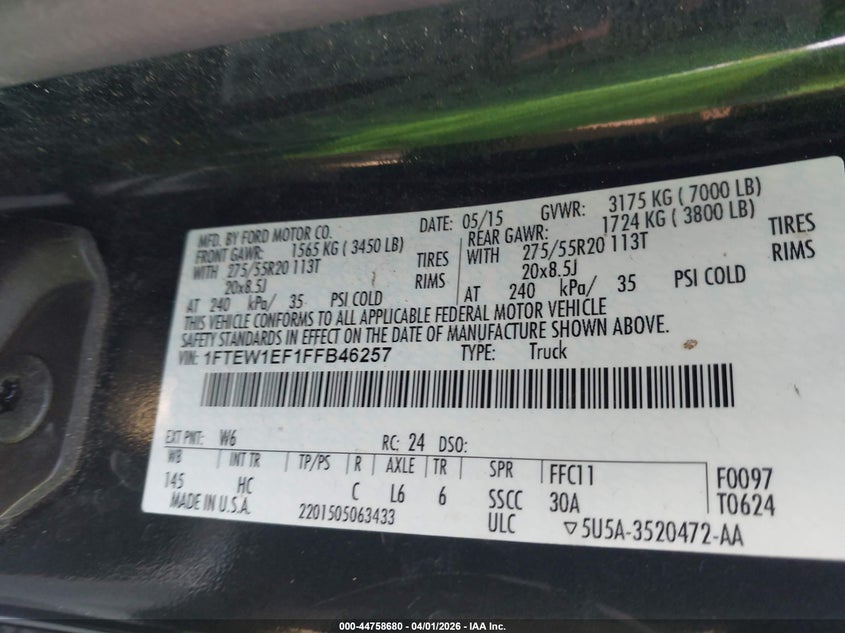 MFD. BY FORD MOTOR CO. DATE: 05/15 GVWR: 3175 KG ( 7000 LB)
FRONT GAWR: 1565 KG ( 3450 LB) REAR GAWR: 1724 KG ( 3800 LB)
WITH 275/55R20 113T TIRES WITH 275/55R20 113T TIRES
20x8.5J RIMS 20x8.5J RIMS
AT 240 kPa/ 35 PSI COLD AT 240 kPa/ 35 PSI COLD
THIS VEHICLE CONFORMS TO ALL APPLICABLE FEDERAL MOTOR VEHICLE
SAFETY STANDARDS IN EFFECT ON THE DATE OF MANUFACTURE SHOWN ABOVE.
VIN: 1FTEW1EF1FFB46257 TYPE: Truck
EXT PNT: W6 RC: 24 DSO:
WB INT TR TP/PS R AXLE TR SPR FFC11 F0097
145 HC C L6 6 SSCC 30A T0624
MADE IN U.S.A. 2201505063433 ULC ▽5U5A-3520472-AA
000-44758680 - 04/01/2026 - IAA Inc.